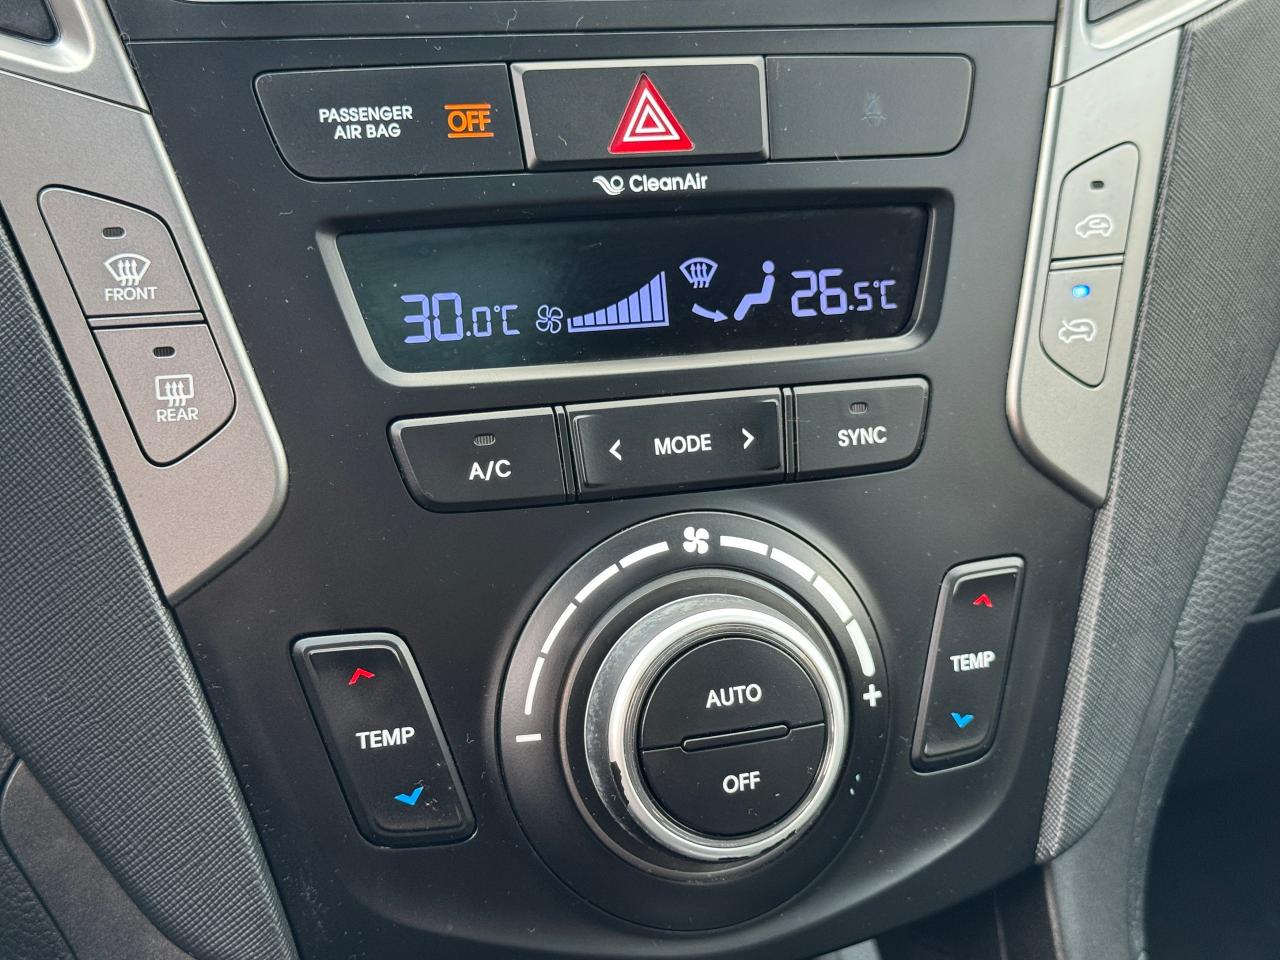 PASSENGER
AIR BAG
OFF
CleanAir
FRONT
REAR
30.0°C
26.5°C
A/C
< MODE >
SYNC
TEMP
AUTO
OFF
TEMP
- +